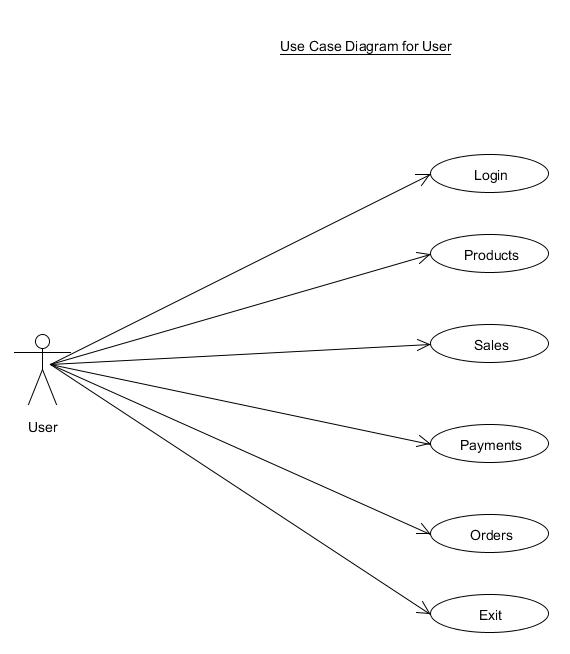 Use Case Diagram for User
Login
Products
Sales
User
Payments
Orders
Exit